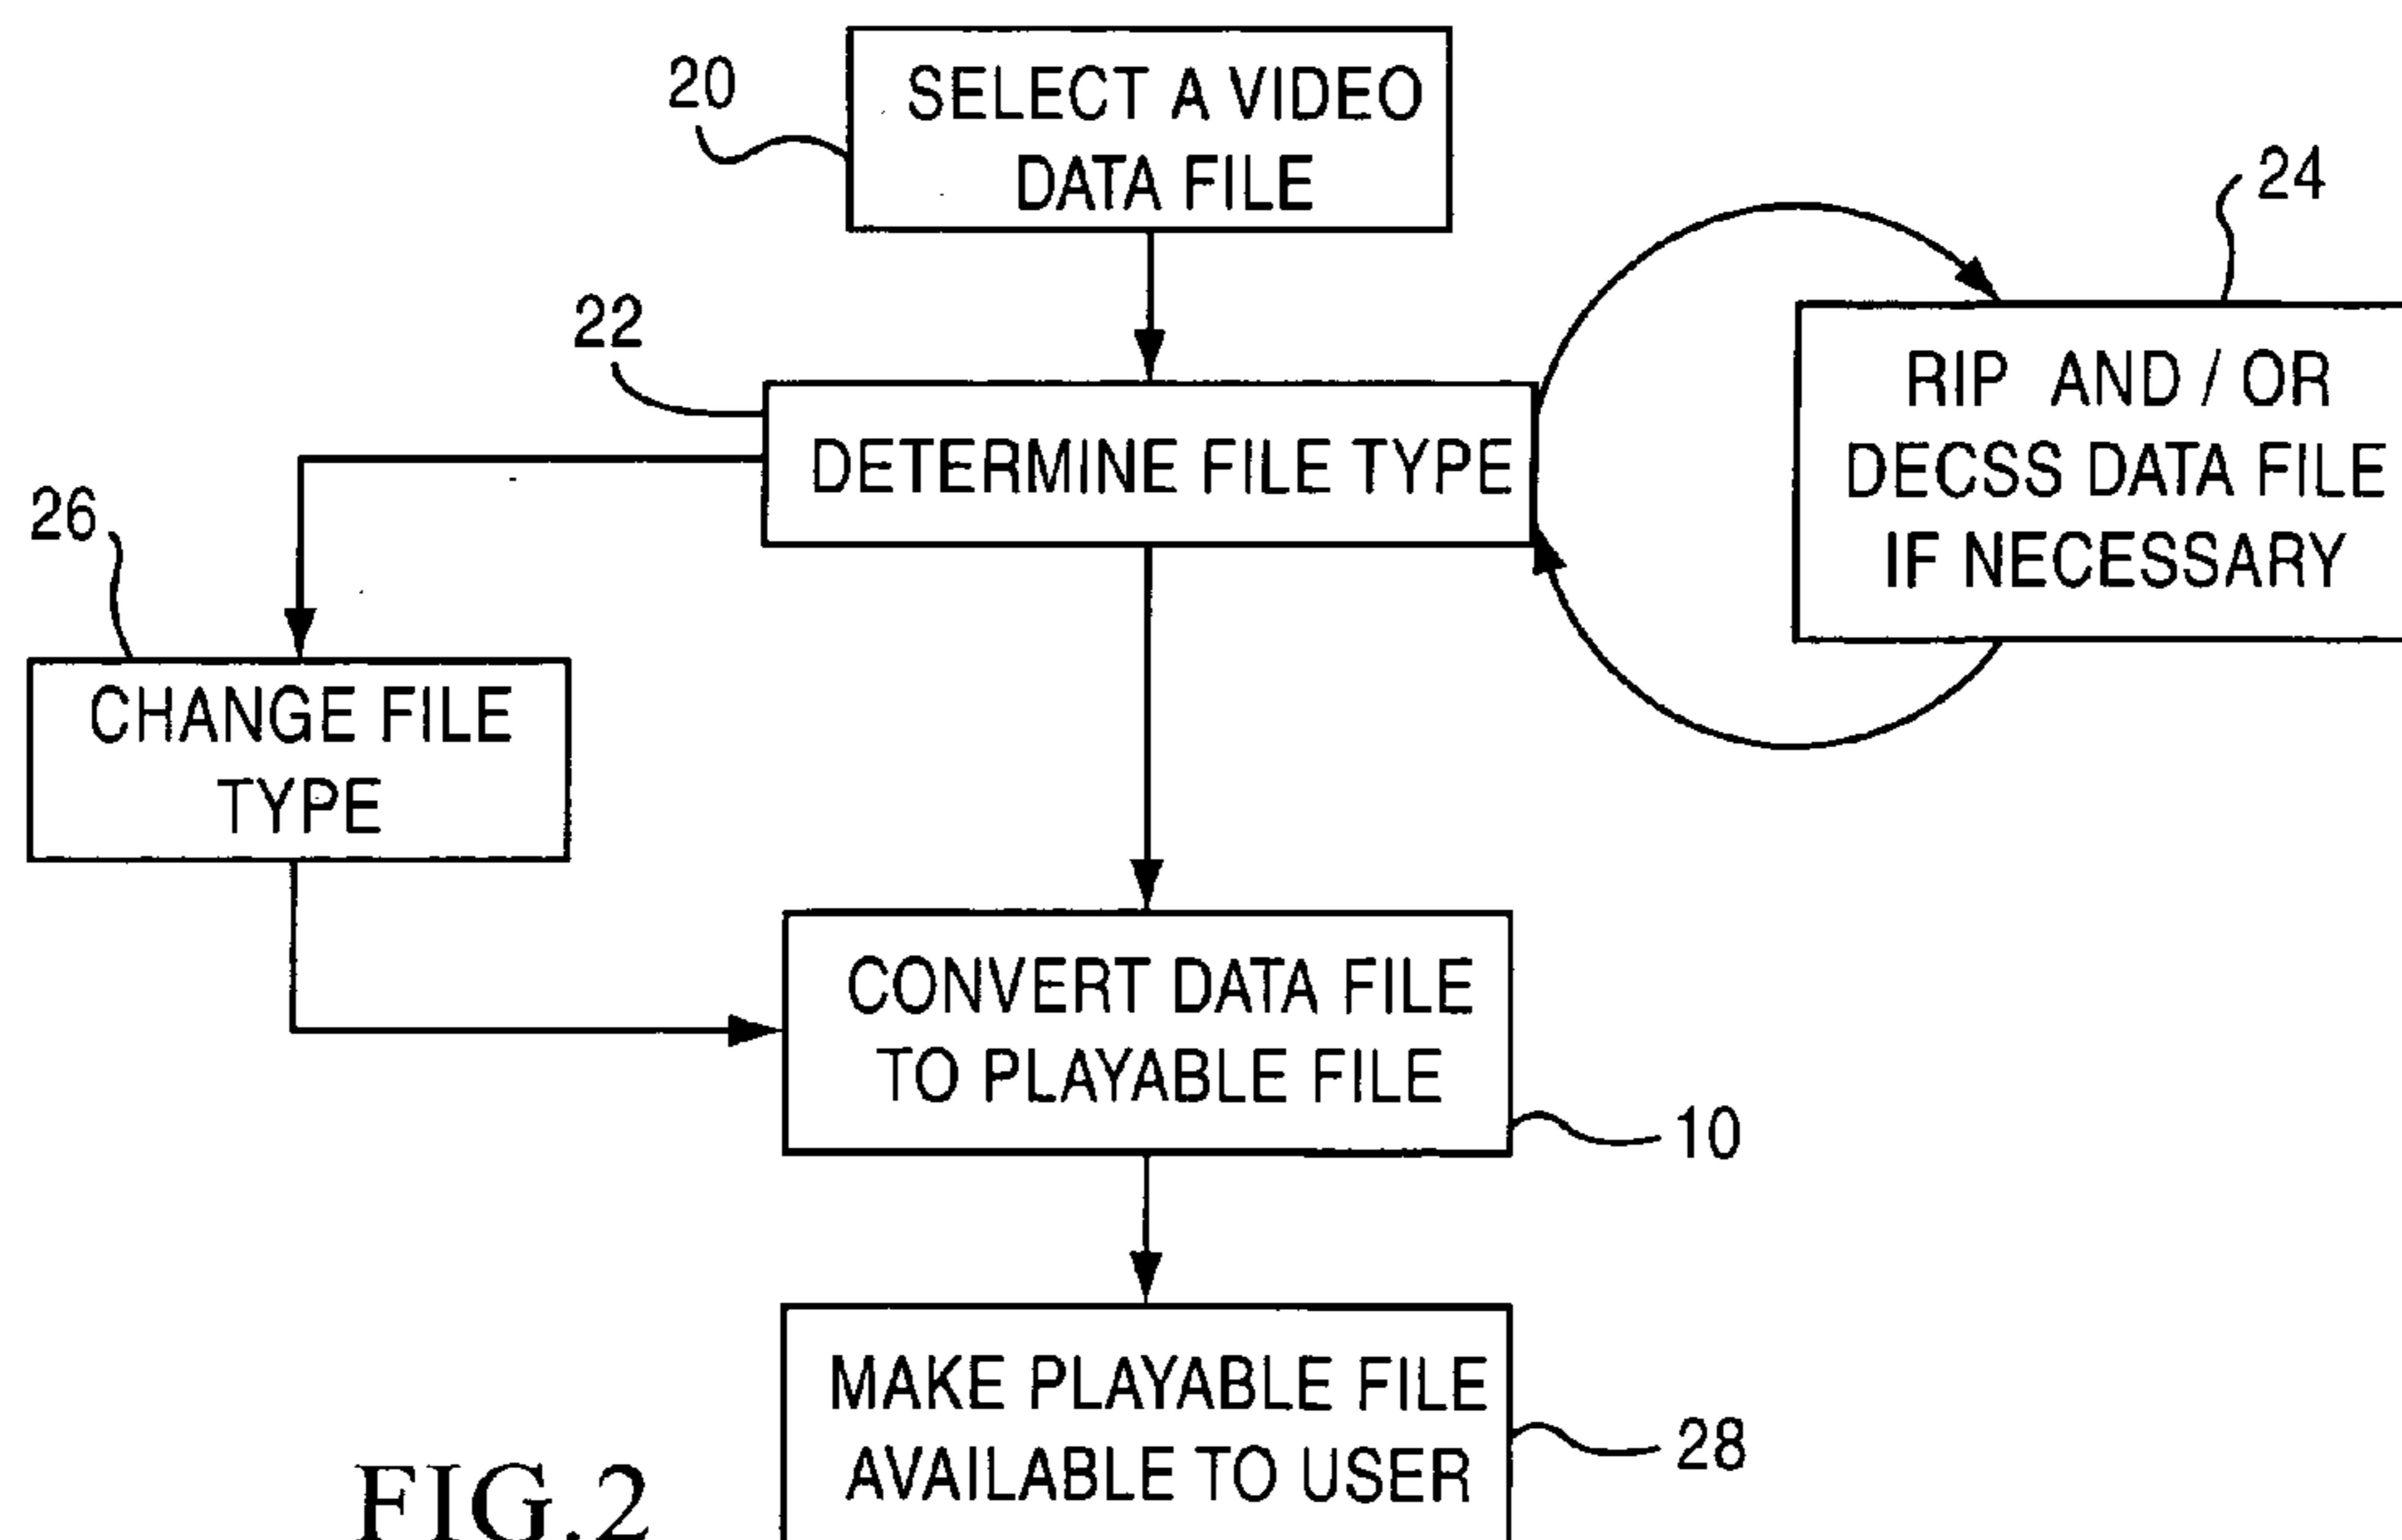 20
SELECT A VIDEO
DATA FILE
24
22
RIP AND / OR
DECSS DATA FILE
IF NECESSARY
DETERMINE FILE TYPE
26
CHANGE FILE
TYPE
CONVERT DATA FILE
TO PLAYABLE FILE
10
MAKE PLAYABLE FILE
AVAILABLE TO USER
28
FIG.2